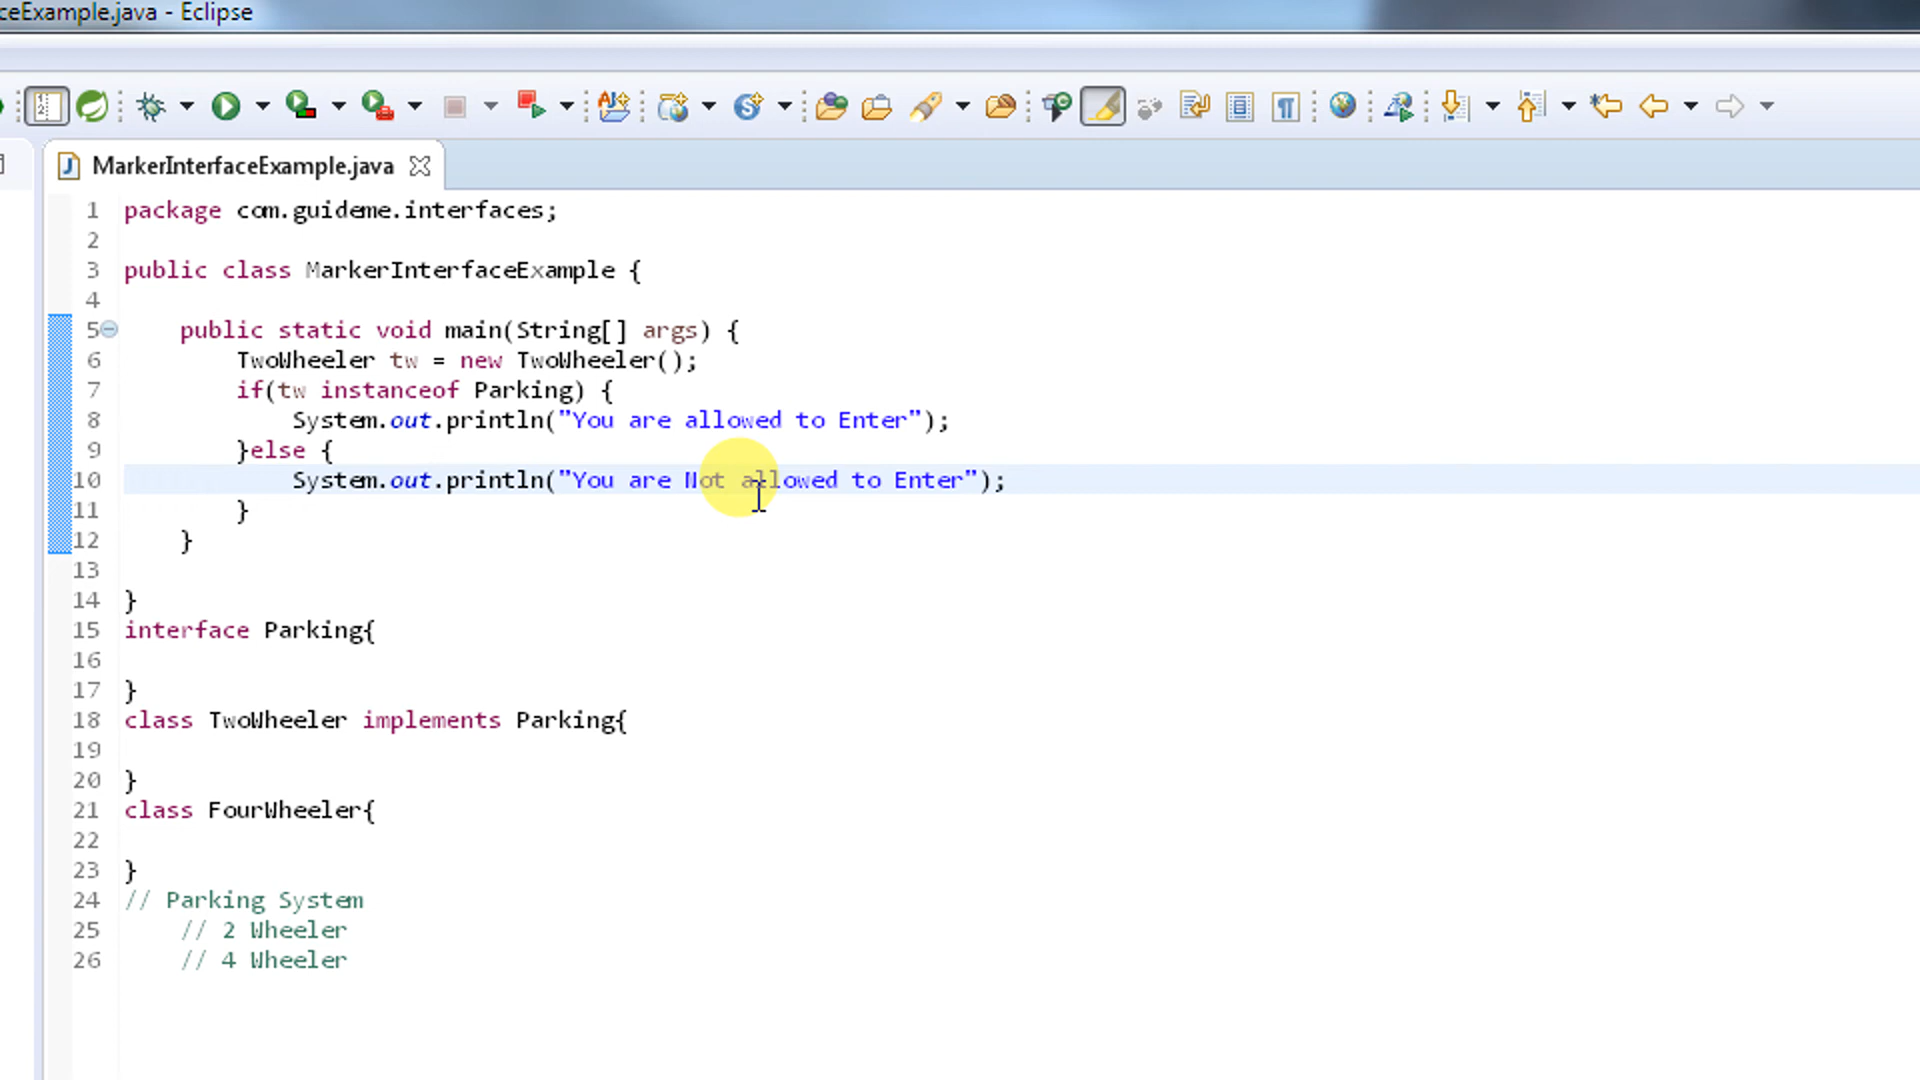 ceExample.java - Eclipse
MarkerInterfaceExample.java
1 package com.guideme.interfaces;
2
3 public class MarkerInterfaceExample {
4
5 public static void main(String[] args) {
6 TwoWheeler tw = new TwoWheeler();
7 if(tw instanceof Parking) {
8 System.out.println("You are allowed to Enter");
9 }else {
10 System.out.println("You are Not allowed to Enter");
11 }
12 }
13
14 }
15 interface Parking{
16
17 }
18 class TwoWheeler implements Parking{
19
20 }
21 class FourWheeler{
22
23 }
24 // Parking System
25 // 2 Wheeler
26 // 4 Wheeler